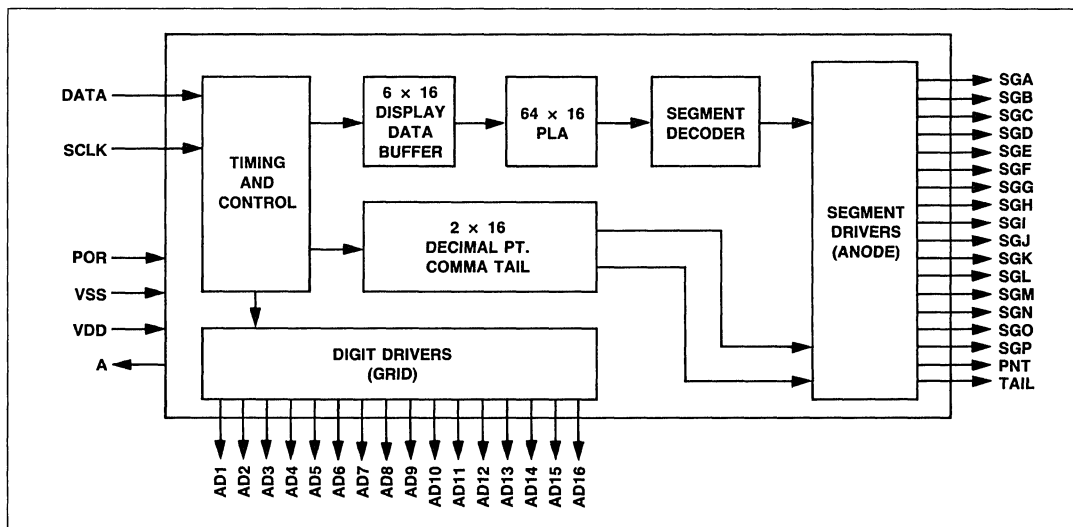 DATA
SCLK
POR
VSS
VDD
A
TIMING
AND
CONTROL
6 × 16
DISPLAY
DATA
BUFFER
64 × 16
PLA
SEGMENT
DECODER
2 × 16
DECIMAL PT.
COMMA TAIL
DIGIT DRIVERS
(GRID)
SEGMENT
DRIVERS
(ANODE)
SGA
SGB
SGC
SGD
SGE
SGF
SGG
SGH
SGI
SGJ
SGK
SGL
SGM
SGN
SGO
SGP
PNT
TAIL
AD1
AD2
AD3
AD4
AD5
AD6
AD7
AD8
AD9
AD10
AD11
AD12
AD13
AD14
AD15
AD16